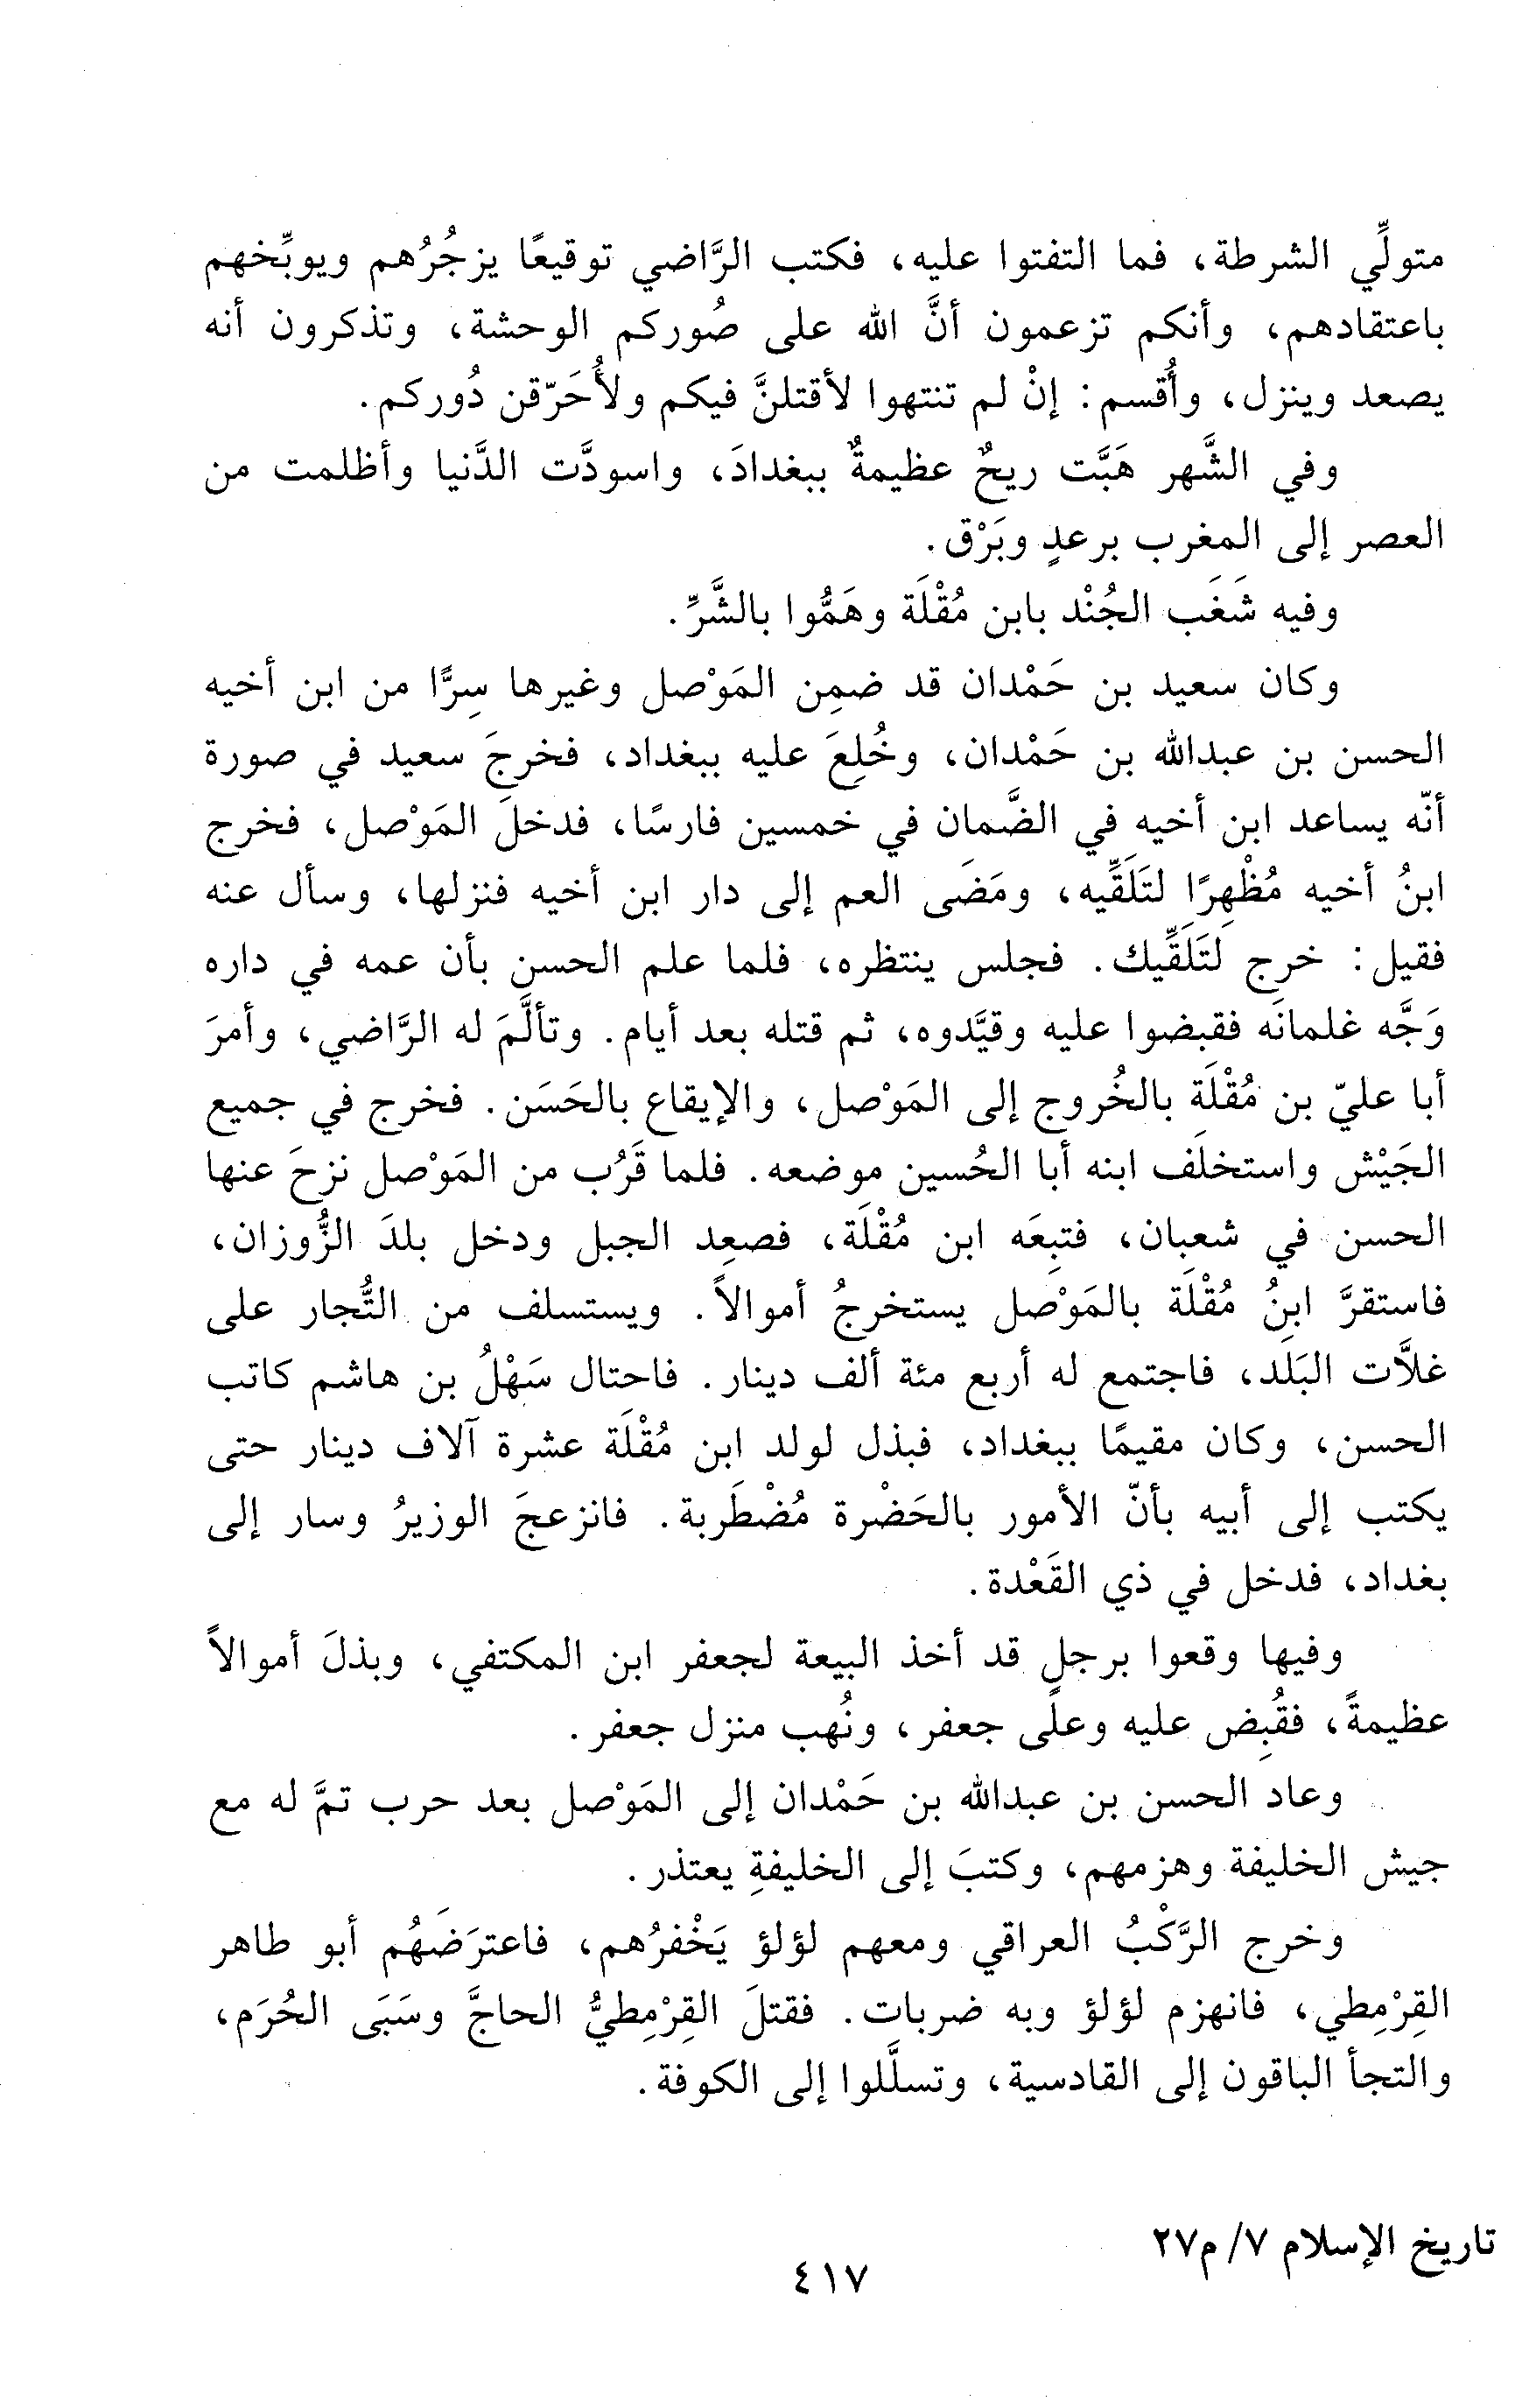 متولِّي الشرطة، فما التفتوا عليه، فكتب الرَّاضي توقيعًا يزجُرُهم ويوبِّخهم
باعتقادهم، وأنكم تزعمون أنَّ الله على صُوركم الوحشة، وتذكرون أنه
يصعد وينزل، وأُقسم: إنْ لم تنتهوا لأقتلنَّ فيكم ولأُحَرّقن دُوركم.
وفي الشَّهر هَبَّت ريحٌ عظيمةٌ ببغدادَ، واسودَّت الدَّنيا وأظلمت من
العصر إلى المغرب برعدٍ وبَرْق.
وفيه شَغَب الجُنْد بابن مُقْلَة وهَمُّوا بالشَّرِّ.
وكان سعيد بن حَمْدان قد ضمِن المَوْصل وغيرها سِرًّا من ابن أخيه
الحسن بن عبدالله بن حَمْدان، وخُلِعَ عليه ببغداد، فخرجَ سعيد في صورة
أنّه يساعد ابن أخيه في الضَّمان في خمسين فارسًا، فدخلَ المَوْصل، فخرج
ابنُ أخيه مُظْهِرًا لتَلَقِّيه، ومَضَى العم إلى دار ابن أخيه فنزلها، وسأل عنه
فقيل: خرج لتَلَقِّيك. فجلس ينتظره، فلما علم الحسن بأن عمه في داره
وَجَّه غلمانَه فقبضوا عليه وقيَّدوه، ثم قتله بعد أيام. وتألَّمَ له الرَّاضي، وأمرَ
أبا عليّ بن مُقْلَة بالخُروج إلى المَوْصل، والإيقاع بالحَسَن. فخرج في جميع
الجَيْش واستخلَف ابنه أبا الحُسين موضعه. فلما قَرُب من المَوْصل نزحَ عنها
الحسن في شعبان، فتبِعَه ابن مُقْلَة، فصعِد الجبل ودخل بلدَ الزُّوزان،
فاستقرَّ ابنُ مُقْلَة بالمَوْصل يستخرجُ أموالاً. ويستسلف من التُّجار على
غلاَّت البَلَد، فاجتمع له أربع مئة ألف دينار. فاحتال سَهْلُ بن هاشم كاتب
الحسن، وكان مقيمًا ببغداد، فبذل لولد ابن مُقْلَة عشرة آلاف دينار حتى
يكتب إلى أبيه بأنّ الأمور بالحَضْرة مُضْطَربة. فانزعجَ الوزيرُ وسار إلى
بغداد، فدخل في ذي القَعْدة.
وفيها وقعوا برجلٍ قد أخذ البيعة لجعفر ابن المكتفي، وبذلَ أموالاً
عظيمةً، فقُبِض عليه وعلى جعفر، ونُهب منزل جعفر.
وعاد الحسن بن عبدالله بن حَمْدان إلى المَوْصل بعد حرب تمَّ له مع
جيش الخليفة وهزمهم، وكتبَ إلى الخليفةِ يعتذر.
وخرج الرَّكْبُ العراقي ومعهم لؤلؤ يَخْفرُهم، فاعترَضَهُم أبو طاهر
القِرْمِطي، فانهزم لؤلؤ وبه ضربات. فقتلَ القِرْمِطيُّ الحاجَّ وسَبَى الحُرَم،
والتجأ الباقون إلى القادسية، وتسلَّلوا إلى الكوفة.
تاريخ الإسلام ٧/ م٢٧
٤١٧